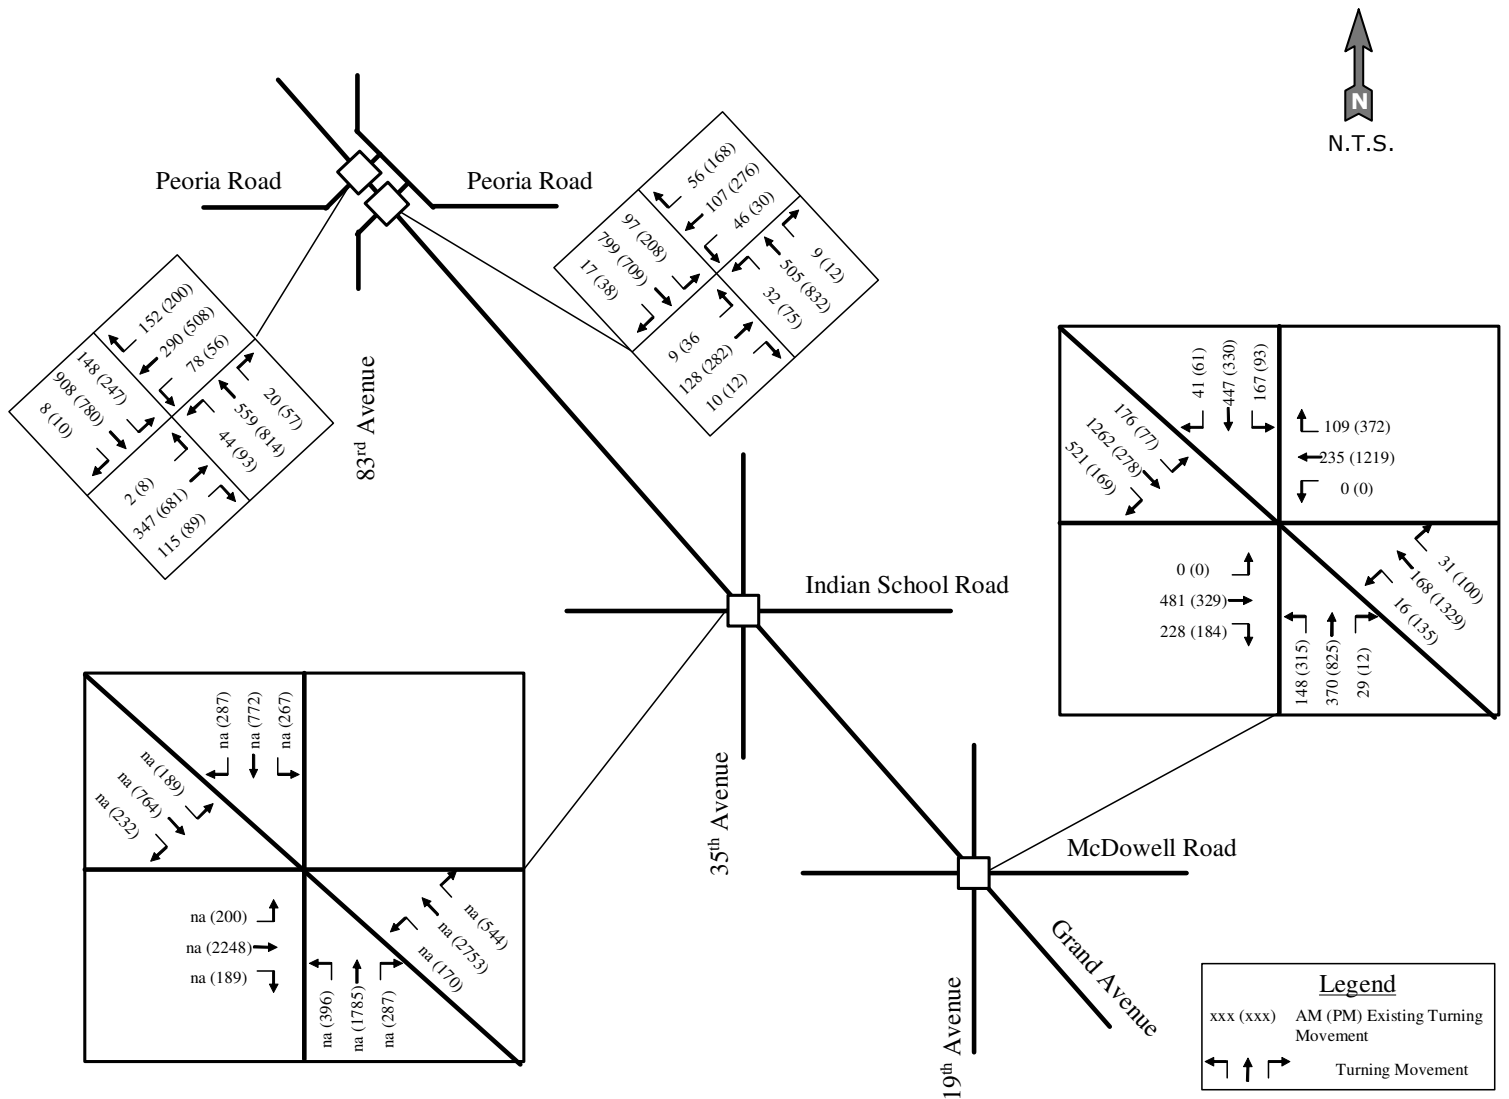 N
N.T.S.
Peoria Road
Peoria Road
56 (168)
107 (276)
46 (30)
97 (208)
799 (709)
17 (38)
9 (12)
505 (832)
32 (75)
9 (36
128 (282)
10 (12)
152 (200)
290 (508)
78 (56)
148 (247)
908 (780)
8 (10)
20 (57)
559 (814)
44 (93)
2 (8)
347 (681)
115 (89)
83rd Avenue
41 (61)
447 (330)
167 (93)
176 (77)
1262 (278)
521 (169)
109 (372)
235 (1219)
0 (0)
0 (0)
481 (329)
228 (184)
31 (100)
168 (1329)
16 (135)
148 (315)
370 (825)
29 (12)
Indian School Road
na (287)
na (772)
na (267)
na (189)
na (764)
na (232)
na (200)
na (2248)
na (189)
na (544)
na (2753)
na (170)
na (396)
na (1785)
na (287)
35th Avenue
McDowell Road
Grand Avenue
19th Avenue
Legend
xxx (xxx) AM (PM) Existing Turning
Movement
Turning Movement